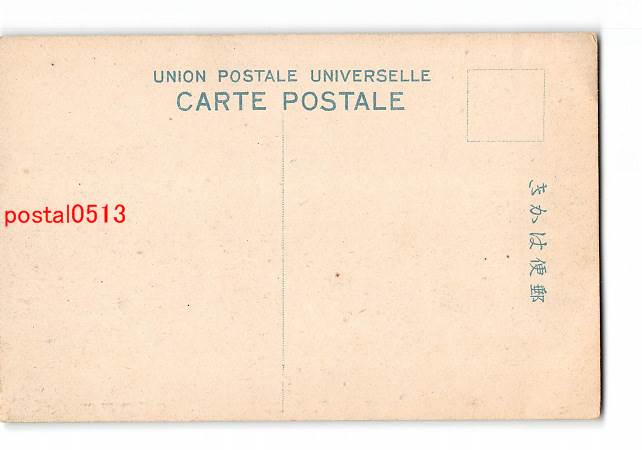 UNION POSTALE UNIVERSELLE
CARTE POSTALE
きかは便郵
postal0513